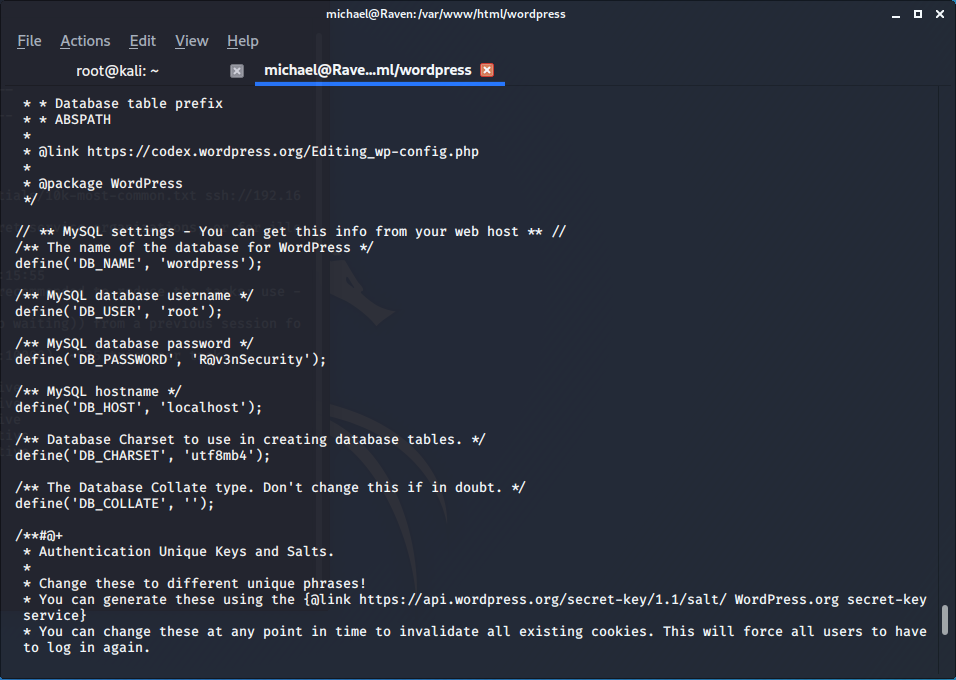 michael@Raven:/var/www/html/wordpress
File Actions Edit View Help
root@kali: ~ michael@Rave...ml/wordpress
* * Database table prefix
* * ABSPATH
*
* @link https://codex.wordpress.org/Editing_wp-config.php
*
* @package WordPress
*/
// ** MySQL settings - You can get this info from your web host ** //
/** The name of the database for WordPress */
define('DB_NAME', 'wordpress');
/** MySQL database username */
define('DB_USER', 'root');
/** MySQL database password */
define('DB_PASSWORD', 'R@v3nSecurity');
/** MySQL hostname */
define('DB_HOST', 'localhost');
/** Database Charset to use in creating database tables. */
define('DB_CHARSET', 'utf8mb4');
/** The Database Collate type. Don't change this if in doubt. */
define('DB_COLLATE', '');
/**#@+
* Authentication Unique Keys and Salts.
*
* Change these to different unique phrases!
* You can generate these using the {@link https://api.wordpress.org/secret-key/1.1/salt/ WordPress.org secret-key
service}
* You can change these at any point in time to invalidate all existing cookies. This will force all users to have
to log in again.